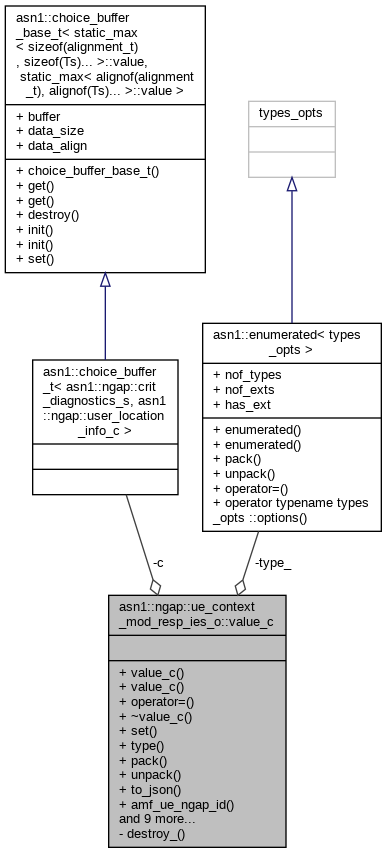 asn1::choice_buffer
_base_t< static_max
< sizeof(alignment_t)
, sizeof(Ts)... >::value,
static_max< alignof(alignment
_t), alignof(Ts)... >::value >
+ buffer
+ data_size
+ data_align
+ choice_buffer_base_t()
+ get()
+ get()
+ destroy()
+ init()
+ init()
+ set()
types_opts
asn1::choice_buffer
_t< asn1::ngap::crit
_diagnostics_s, asn1
::ngap::user_location
_info_c >
asn1::enumerated< types
_opts >
+ nof_types
+ nof_exts
+ has_ext
+ enumerated()
+ enumerated()
+ pack()
+ unpack()
+ operator=()
+ operator typename types
_opts ::options()
-c
-type_
asn1::ngap::ue_context
_mod_resp_ies_o::value_c
+ value_c()
+ value_c()
+ operator=()
+ ~value_c()
+ set()
+ type()
+ pack()
+ unpack()
+ to_json()
+ amf_ue_ngap_id()
and 9 more...
- destroy_()